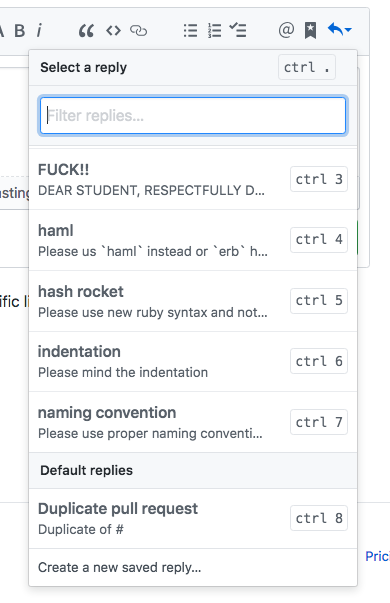 A B i “ <> @
Select a reply ctrl .
Filter replies...
FUCK!! ctrl 3
DEAR STUDENT, RESPECTFULLY D...
asting
haml ctrl 4
Please us `haml` instead or `erb` h...
ific li
hash rocket ctrl 5
Please use new ruby syntax and not...
indentation ctrl 6
Please mind the indentation
naming convention ctrl 7
Please use proper naming conventi...
Default replies
Duplicate pull request ctrl 8
Duplicate of #
Prici
Create a new saved reply...